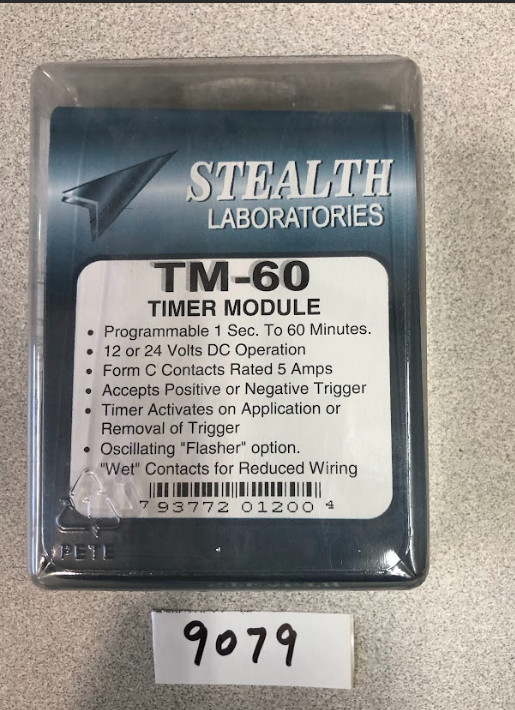 STEALTH
LABORATORIES
TM-60
TIMER MODULE
• Programmable 1 Sec. To 60 Minutes.
• 12 or 24 Volts DC Operation
• Form C Contacts Rated 5 Amps
• Accepts Positive or Negative Trigger
• Timer Activates on Application or
Removal of Trigger
• Oscillating "Flasher" option.
"Wet" Contacts for Reduced Wiring
7 93772 01200 4
PETE
9079